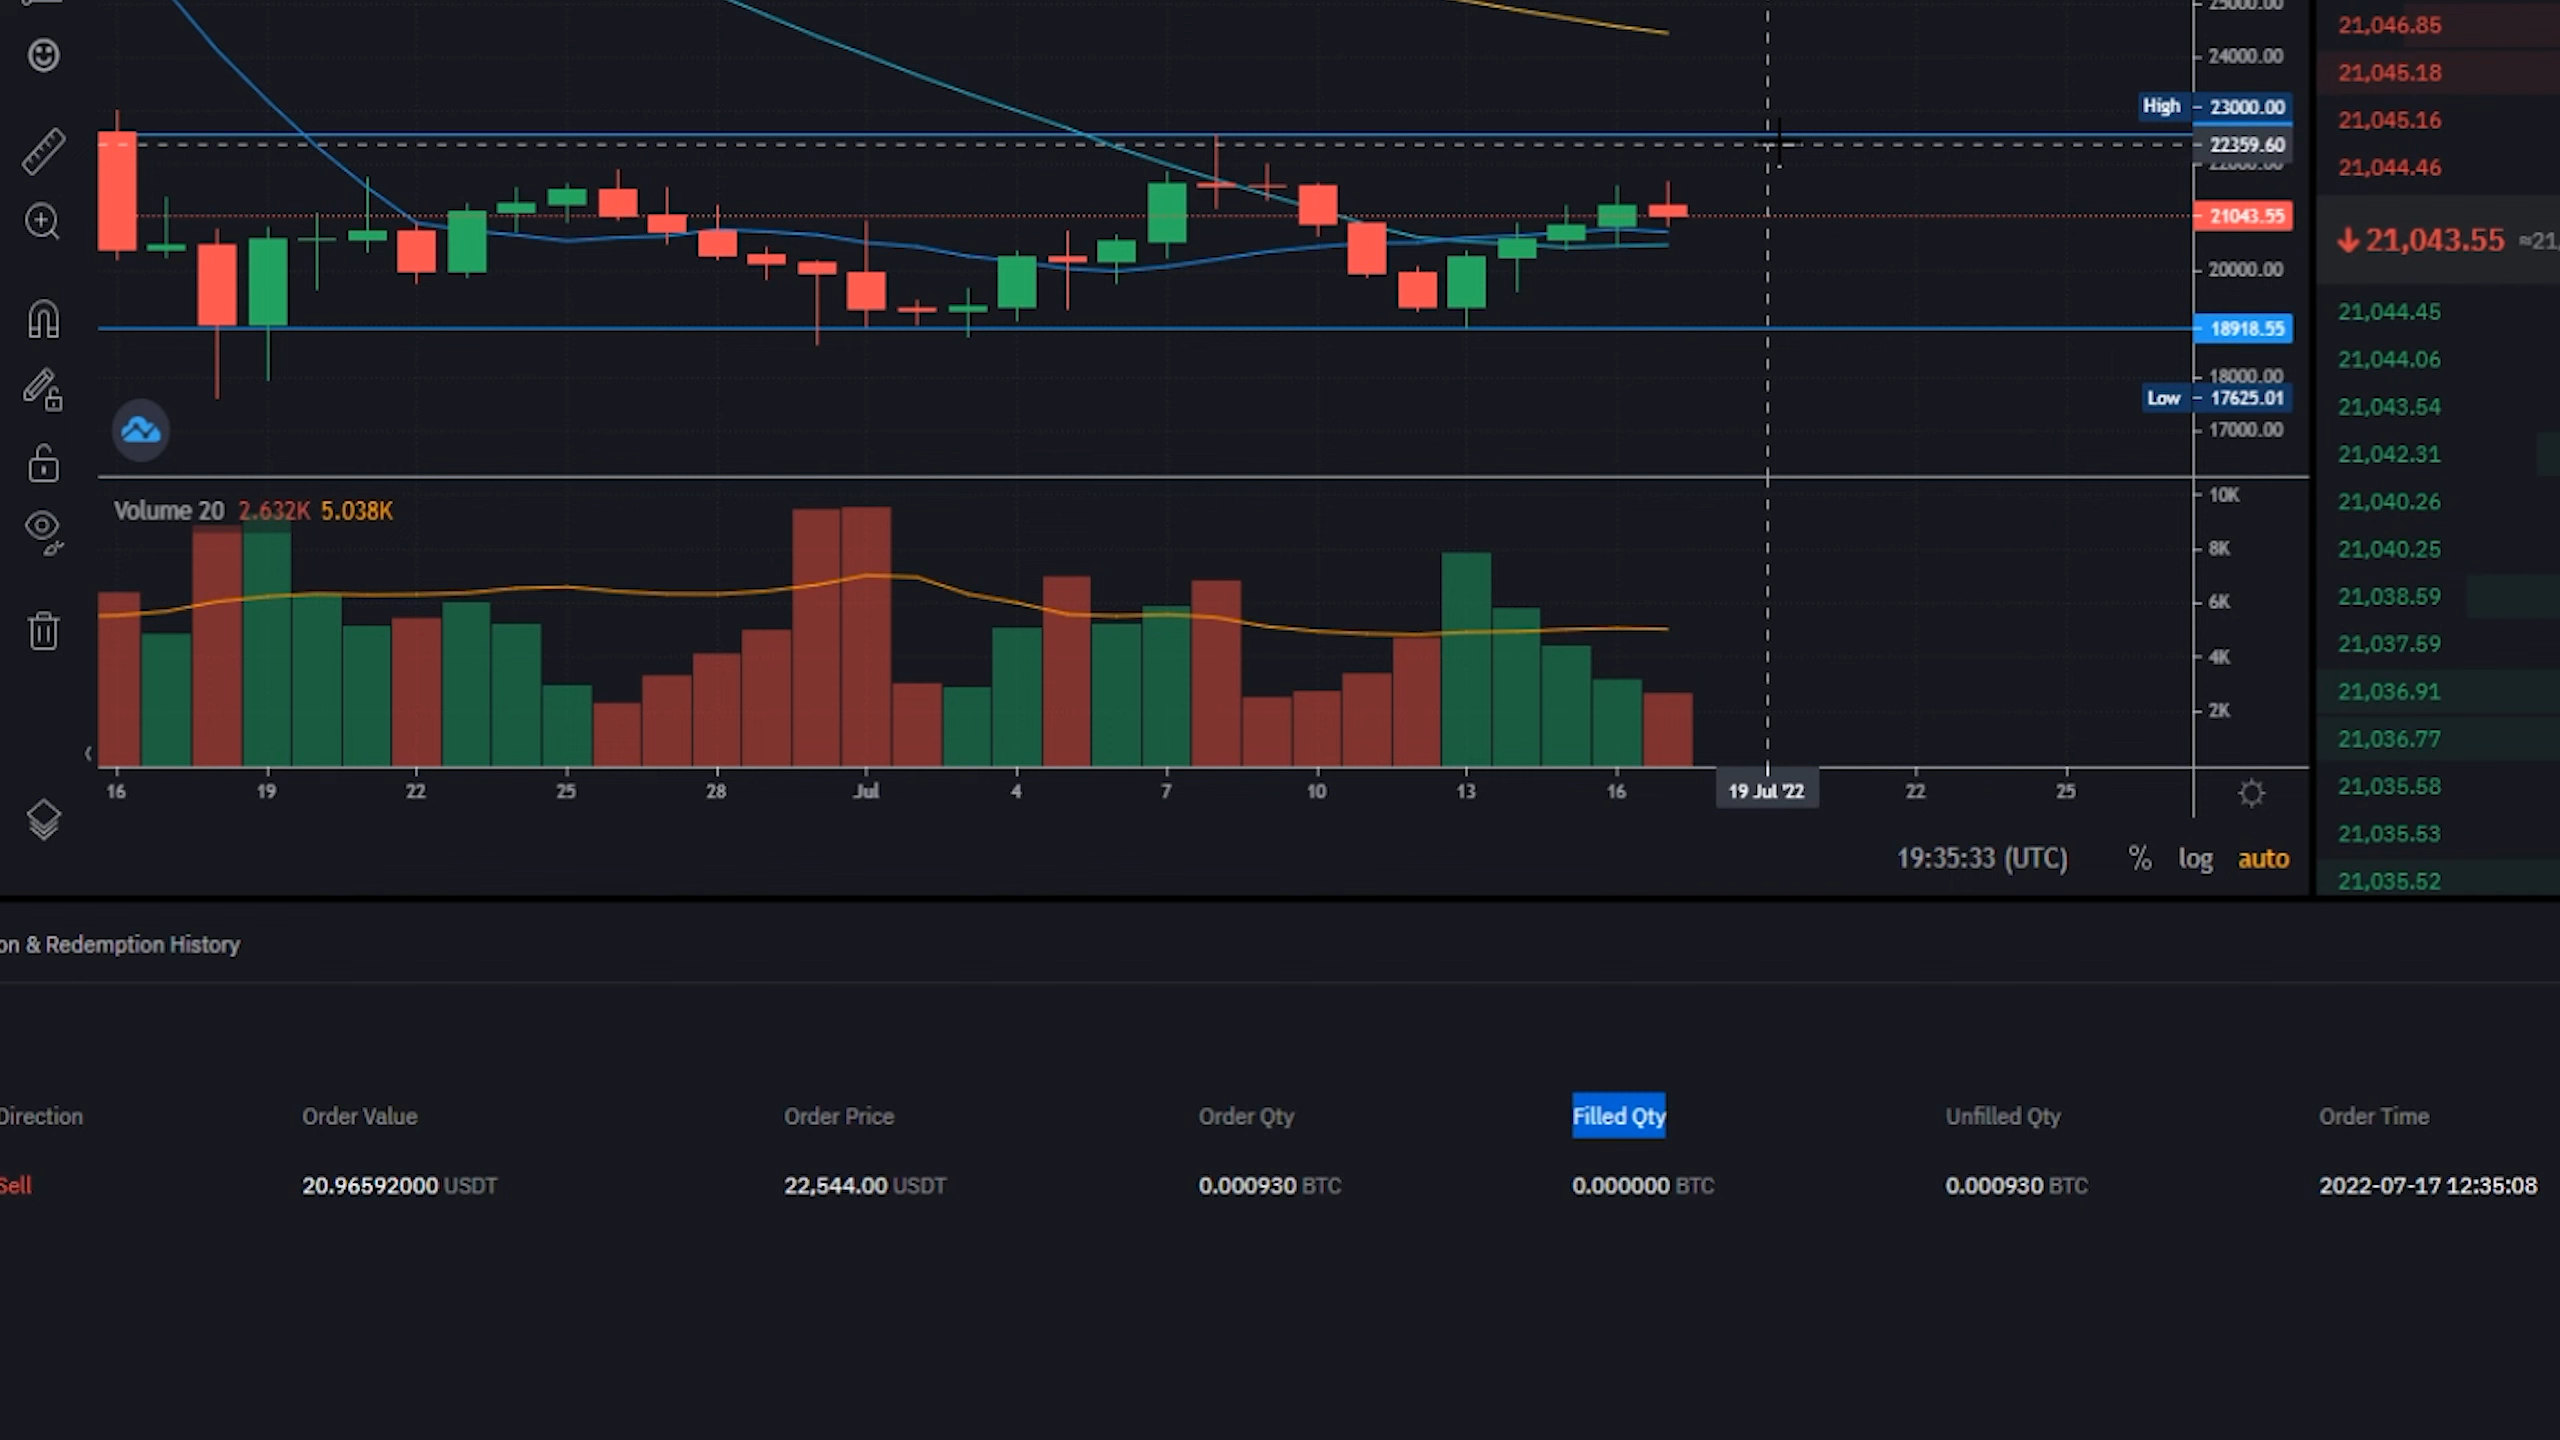 25000.00
24000.00
High 23000.00
22359.60
22000.00
21043.55
20000.00
18918.55
18000.00
Low 17625.01
17000.00
Volume 20 2.632K 5.038K
10K
8K
6K
4K
2K
16 19 22 25 28 Jul 4 7 10 13 16 19 Jul '22 22 25
19:35:33 (UTC) % log auto
21,046.85
21,045.18
21,045.16
21,044.46
21,043.55 ≈21,
21,044.45
21,044.06
21,043.54
21,042.31
21,040.26
21,040.25
21,038.59
21,037.59
21,036.91
21,036.77
21,035.58
21,035.53
21,035.52
on & Redemption History
Direction Order Value Order Price Order Qty Filled Qty Unfilled Qty Order Time
Sell 20.96592000 USDT 22,544.00 USDT 0.000930 BTC 0.000000 BTC 0.000930 BTC 2022-07-17 12:35:08